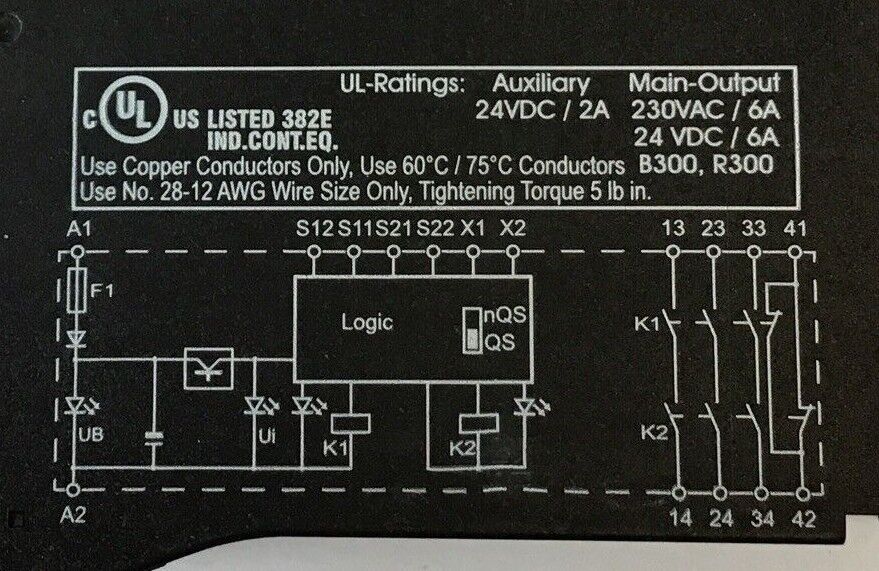 UL-Ratings: Auxiliary Main-Output
C UL US LISTED 382E 24VDC / 2A 230VAC / 6A
IND.CONT.EQ. 24 VDC / 6A
Use Copper Conductors Only, Use 60°C / 75°C Conductors B300, R300
Use No. 28-12 AWG Wire Size Only, Tightening Torque 5 lb in.
A1 S12 S11 S21 S22 X1 X2 13 23 33 41
F1
Logic nQS K1
QS
UB Ui K1 K2 K2
A2 14 24 34 42